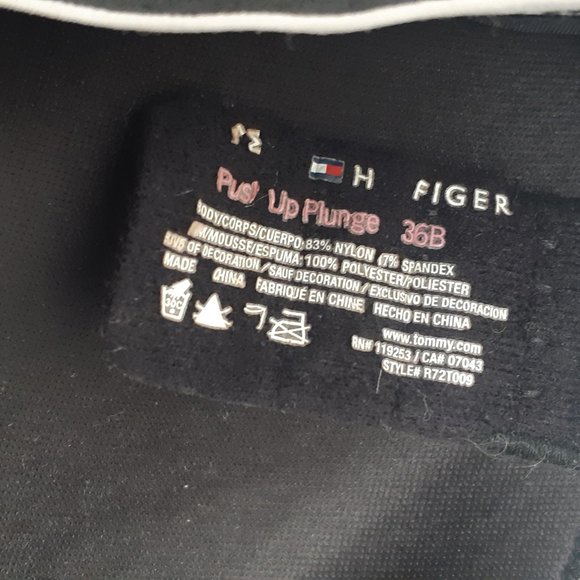 H FIGER
Pus Up Plunge 36B
BODY/CORPS/CUERPO: 83% NYLON 17% SPANDEX
M/MOUSSE/ESPUMA: 100% POLYESTER/POLIESTER
IVE OF DECORATION / SAUF DECORATION / EXCLUSIVO DE DECORACION
MADE CHINA FABRIQUÉ EN CHINE HECHO EN CHINA
www.tommy.com
RN# 119253 / CA# 07043
STYLE# R72T009